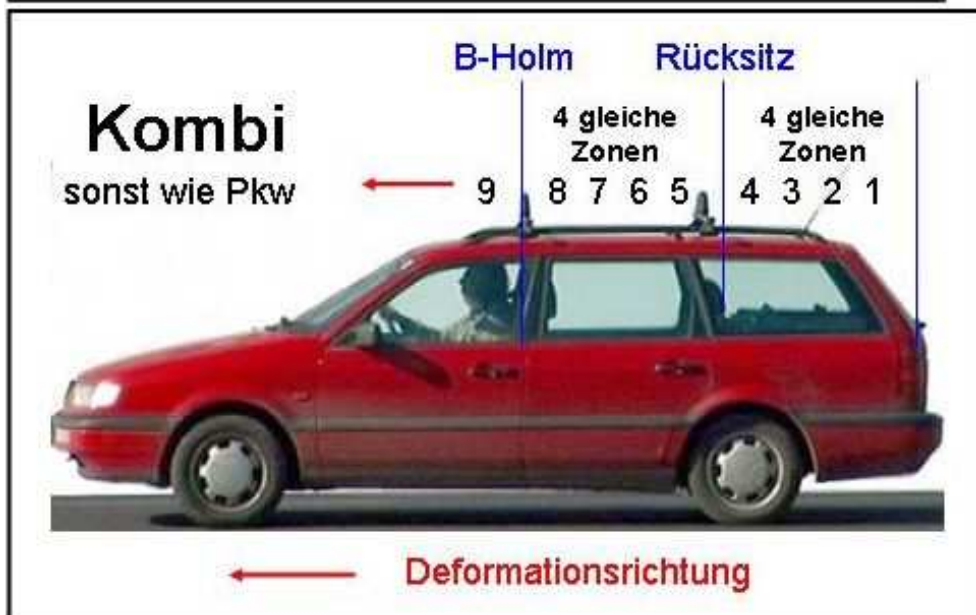 B-Holm Rücksitz
Kombi
sonst wie Pkw
4 gleiche
Zonen
4 gleiche
Zonen
9 8 7 6 5 4 3 2 1
Deformationsrichtung